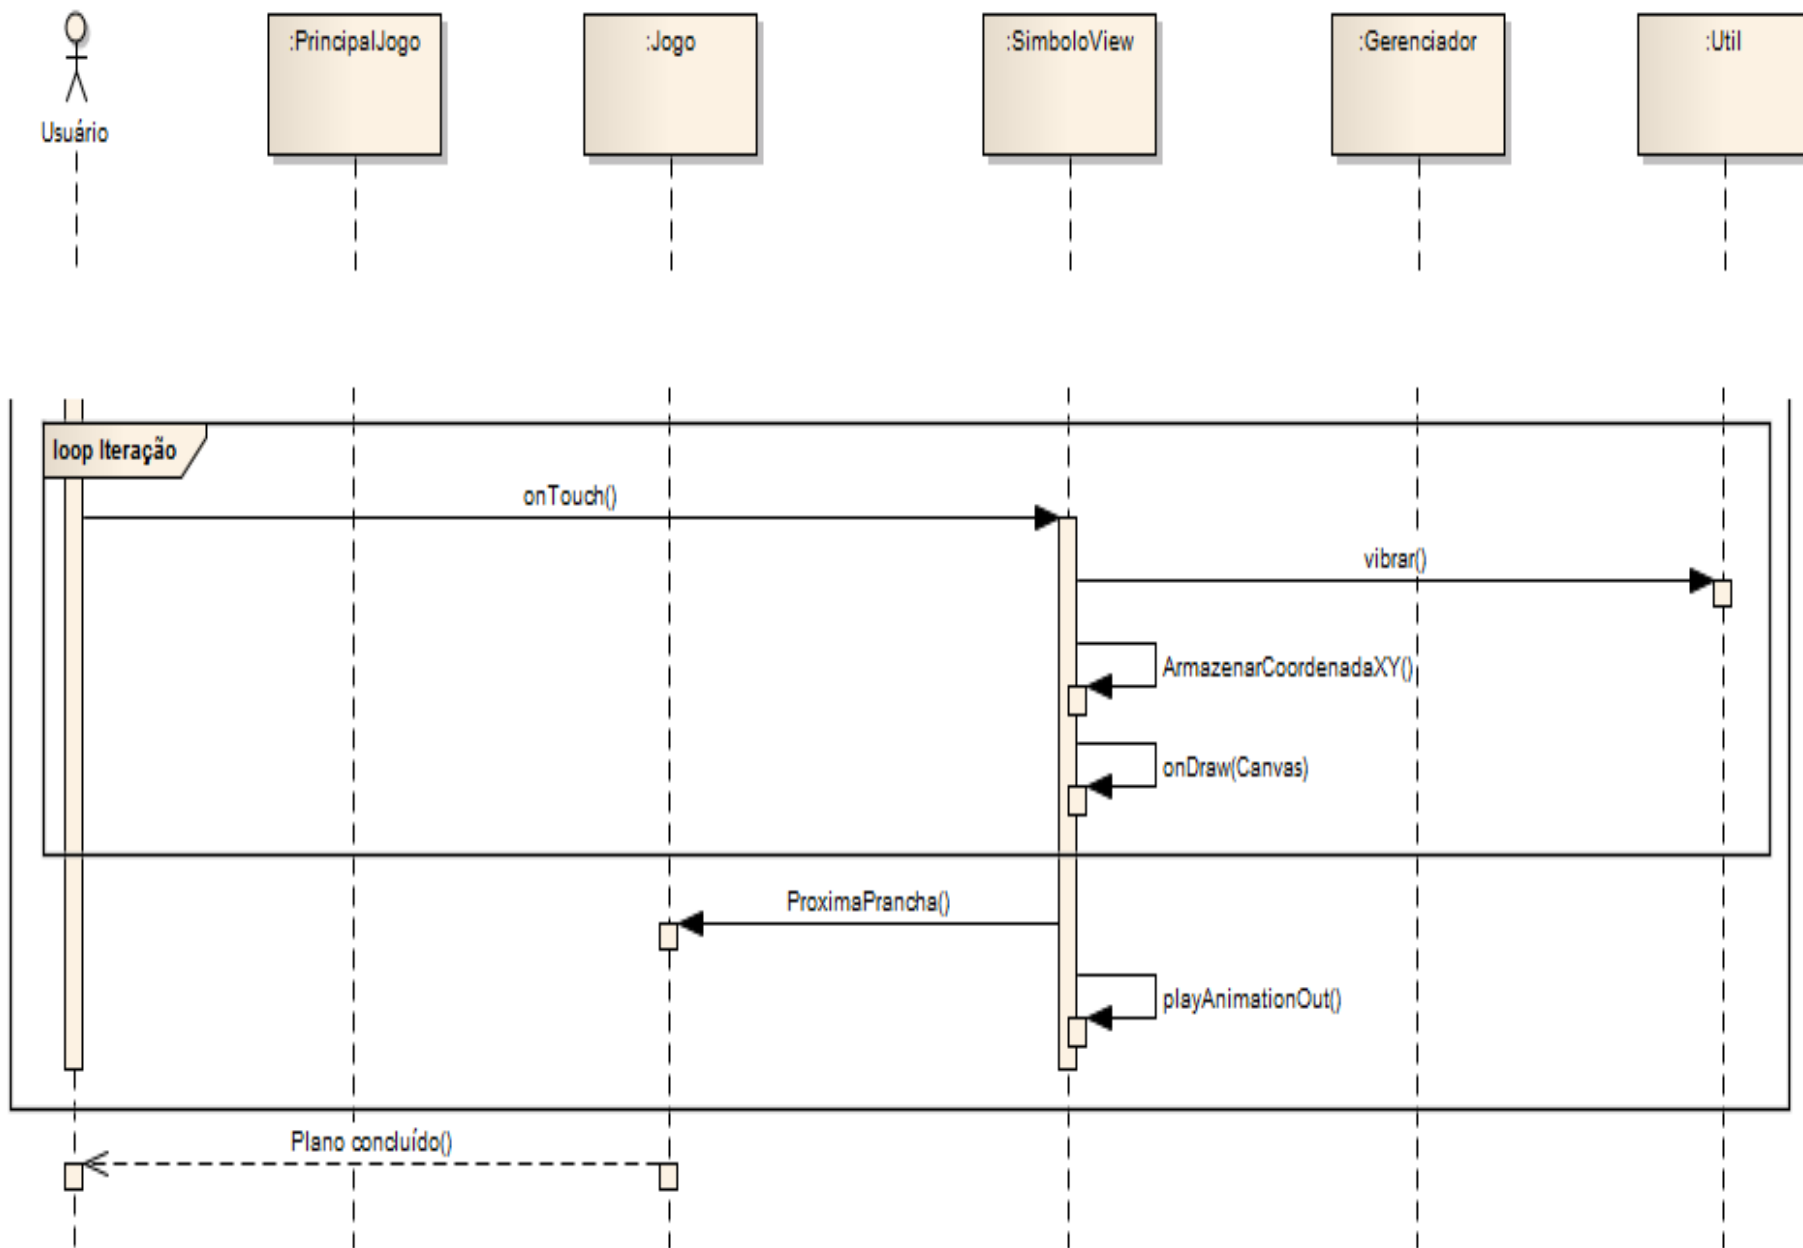 :PrincipalJogo
:Jogo
:SimboloView
:Gerenciador
:Util
Usuário
loop Iteração
onTouch()
vibrar()
ArmazenarCoordenadaXY()
onDraw(Canvas)
ProximaPrancha()
playAnimationOut()
Plano concluído()